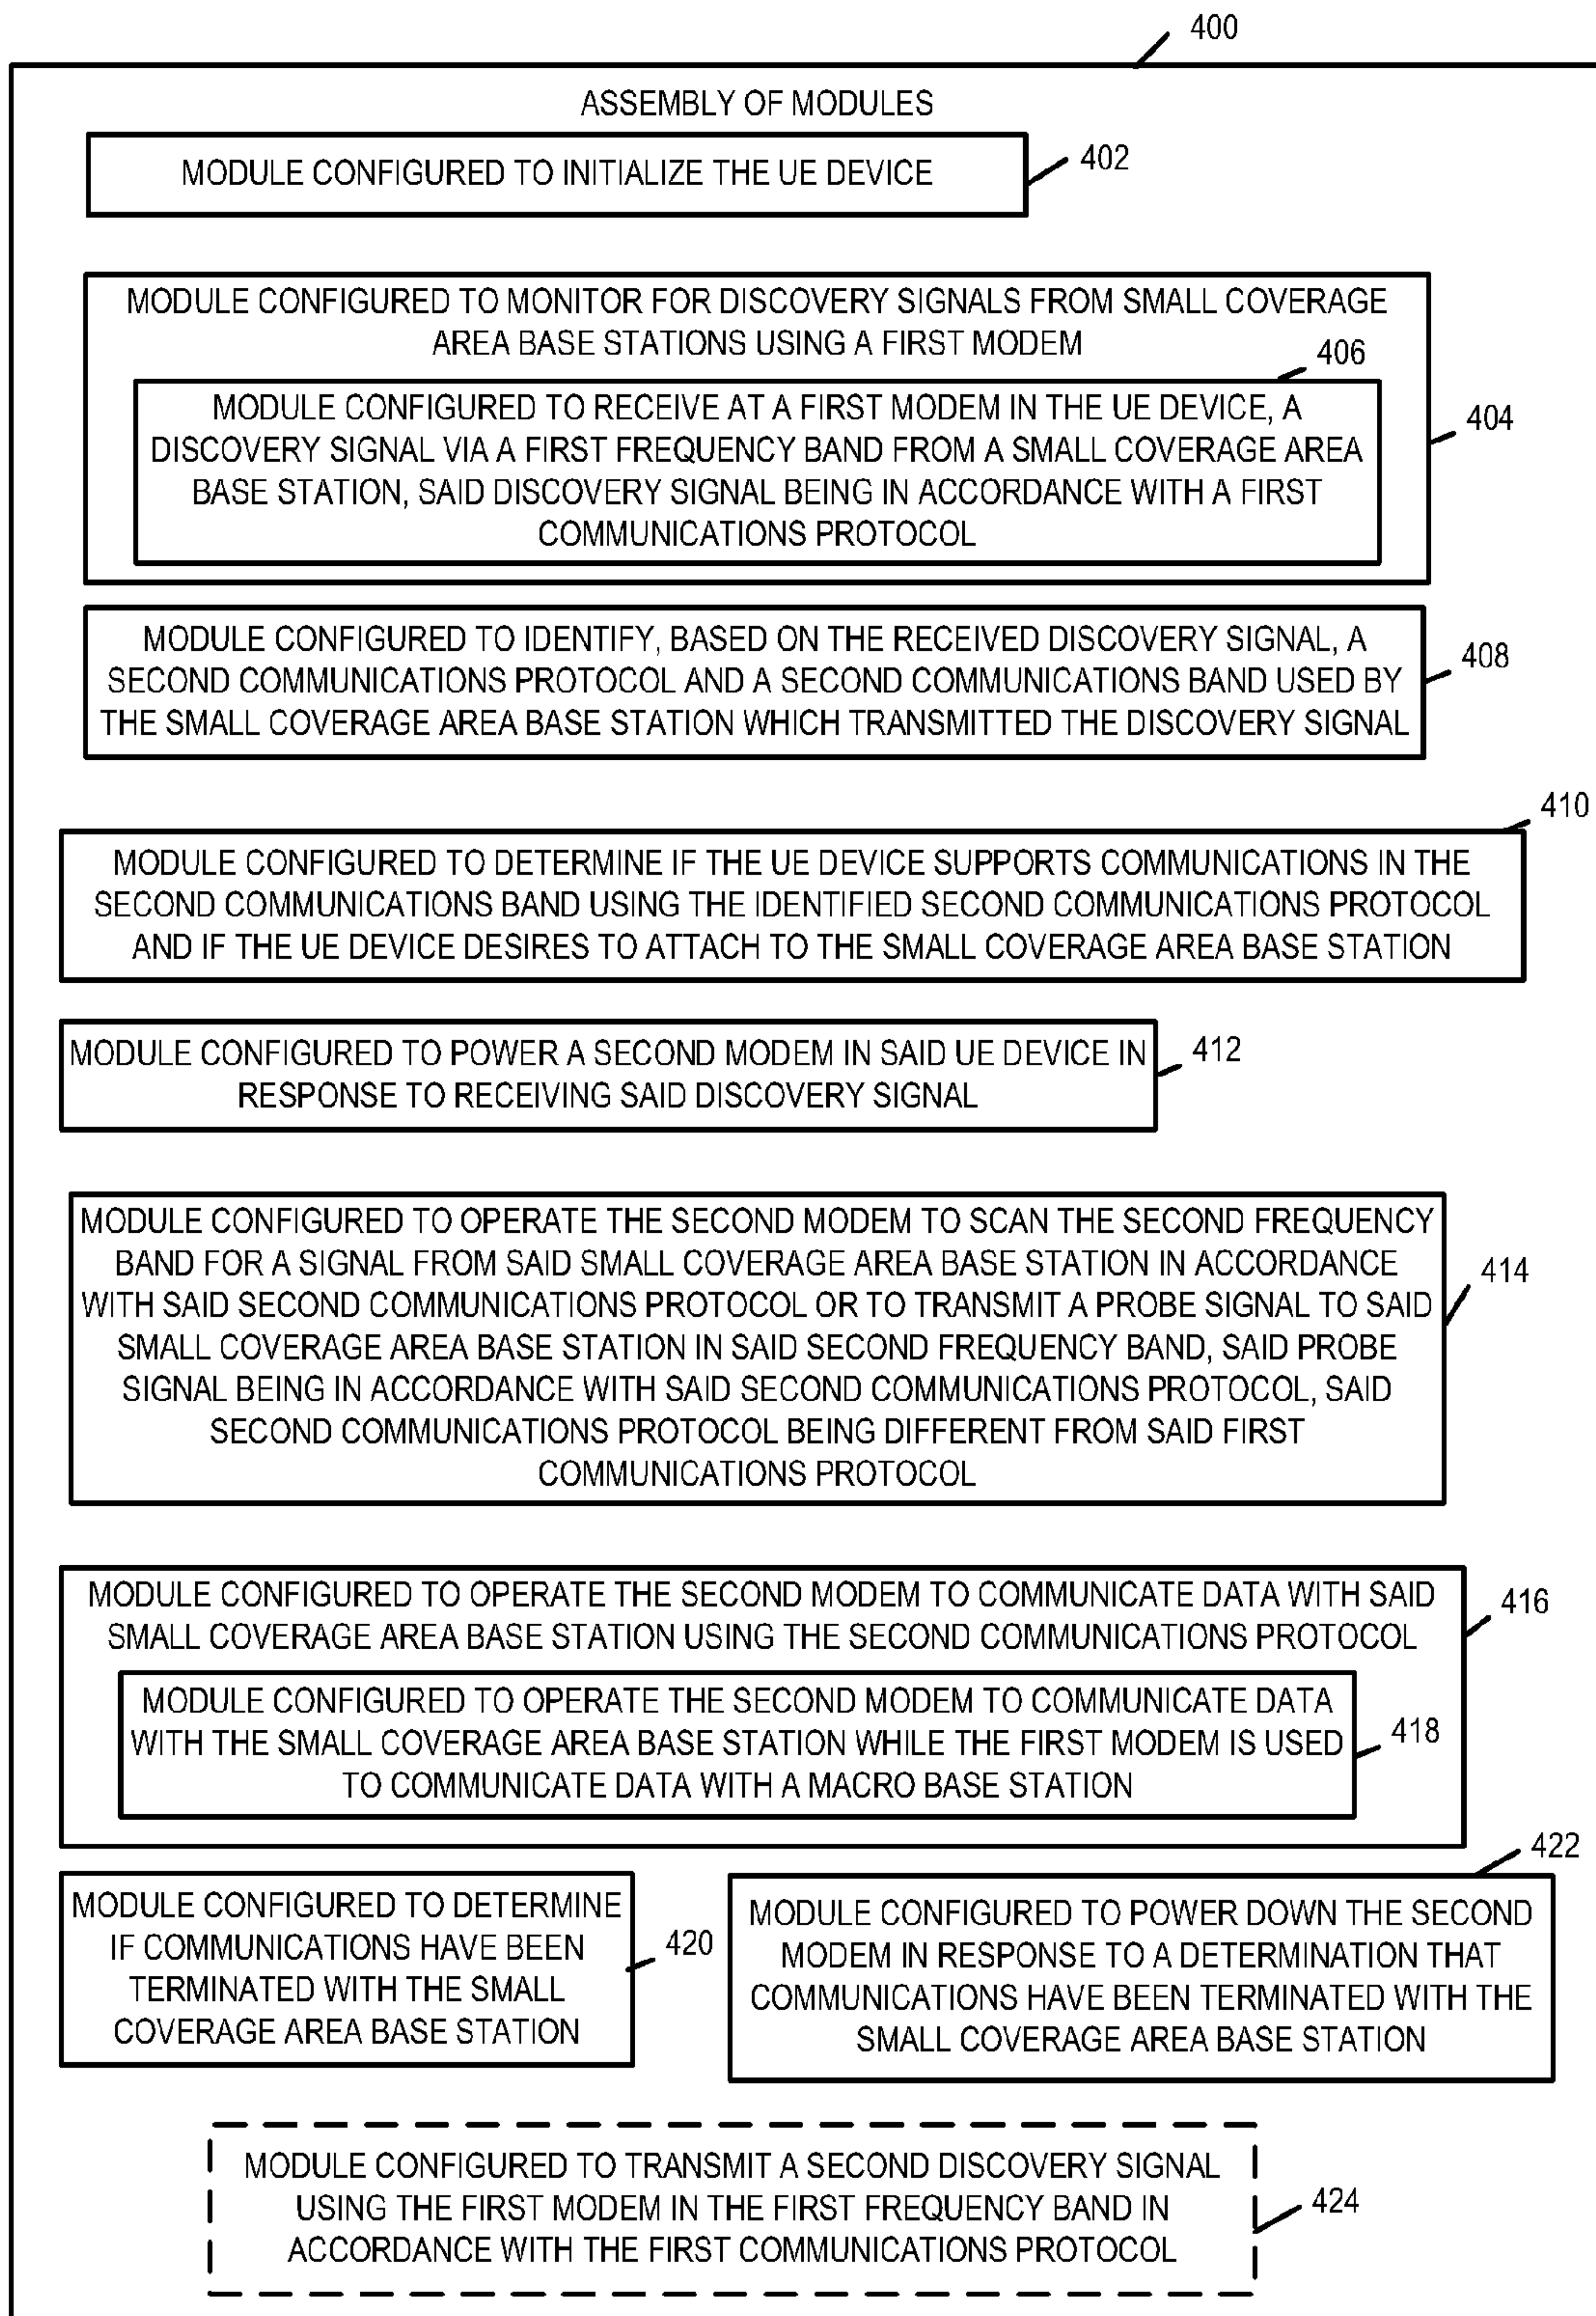 400
ASSEMBLY OF MODULES
MODULE CONFIGURED TO INITIALIZE THE UE DEVICE
402
MODULE CONFIGURED TO MONITOR FOR DISCOVERY SIGNALS FROM SMALL COVERAGE
AREA BASE STATIONS USING A FIRST MODEM
406
MODULE CONFIGURED TO RECEIVE AT A FIRST MODEM IN THE UE DEVICE, A
DISCOVERY SIGNAL VIA A FIRST FREQUENCY BAND FROM A SMALL COVERAGE AREA
BASE STATION, SAID DISCOVERY SIGNAL BEING IN ACCORDANCE WITH A FIRST
COMMUNICATIONS PROTOCOL
404
MODULE CONFIGURED TO IDENTIFY, BASED ON THE RECEIVED DISCOVERY SIGNAL, A
SECOND COMMUNICATIONS PROTOCOL AND A SECOND COMMUNICATIONS BAND USED BY
THE SMALL COVERAGE AREA BASE STATION WHICH TRANSMITTED THE DISCOVERY SIGNAL
408
410
MODULE CONFIGURED TO DETERMINE IF THE UE DEVICE SUPPORTS COMMUNICATIONS IN THE
SECOND COMMUNICATIONS BAND USING THE IDENTIFIED SECOND COMMUNICATIONS PROTOCOL
AND IF THE UE DEVICE DESIRES TO ATTACH TO THE SMALL COVERAGE AREA BASE STATION
MODULE CONFIGURED TO POWER A SECOND MODEM IN SAID UE DEVICE IN
RESPONSE TO RECEIVING SAID DISCOVERY SIGNAL
412
MODULE CONFIGURED TO OPERATE THE SECOND MODEM TO SCAN THE SECOND FREQUENCY
BAND FOR A SIGNAL FROM SAID SMALL COVERAGE AREA BASE STATION IN ACCORDANCE
WITH SAID SECOND COMMUNICATIONS PROTOCOL OR TO TRANSMIT A PROBE SIGNAL TO SAID
SMALL COVERAGE AREA BASE STATION IN SAID SECOND FREQUENCY BAND, SAID PROBE
SIGNAL BEING IN ACCORDANCE WITH SAID SECOND COMMUNICATIONS PROTOCOL, SAID
SECOND COMMUNICATIONS PROTOCOL BEING DIFFERENT FROM SAID FIRST
COMMUNICATIONS PROTOCOL
414
MODULE CONFIGURED TO OPERATE THE SECOND MODEM TO COMMUNICATE DATA WITH SAID
SMALL COVERAGE AREA BASE STATION USING THE SECOND COMMUNICATIONS PROTOCOL
416
MODULE CONFIGURED TO OPERATE THE SECOND MODEM TO COMMUNICATE DATA
WITH THE SMALL COVERAGE AREA BASE STATION WHILE THE FIRST MODEM IS USED
TO COMMUNICATE DATA WITH A MACRO BASE STATION
418
MODULE CONFIGURED TO DETERMINE
IF COMMUNICATIONS HAVE BEEN
TERMINATED WITH THE SMALL
COVERAGE AREA BASE STATION
420
422
MODULE CONFIGURED TO POWER DOWN THE SECOND
MODEM IN RESPONSE TO A DETERMINATION THAT
COMMUNICATIONS HAVE BEEN TERMINATED WITH THE
SMALL COVERAGE AREA BASE STATION
MODULE CONFIGURED TO TRANSMIT A SECOND DISCOVERY SIGNAL
USING THE FIRST MODEM IN THE FIRST FREQUENCY BAND IN
ACCORDANCE WITH THE FIRST COMMUNICATIONS PROTOCOL
424